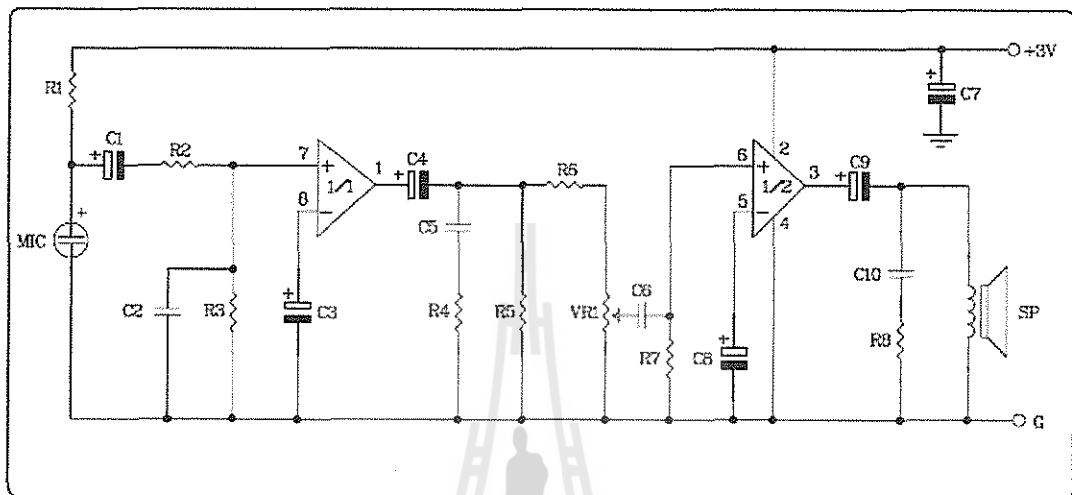 +3V
R1
C7
C1
R2
7
1
C4
R6
6
2
C9
+
1/1
+
1/2
3
8
-
5
-
4
MIC
C5
C10
C2
R3
C3
R4
R5
VR1
C6
R7
C8
R8
SP
G